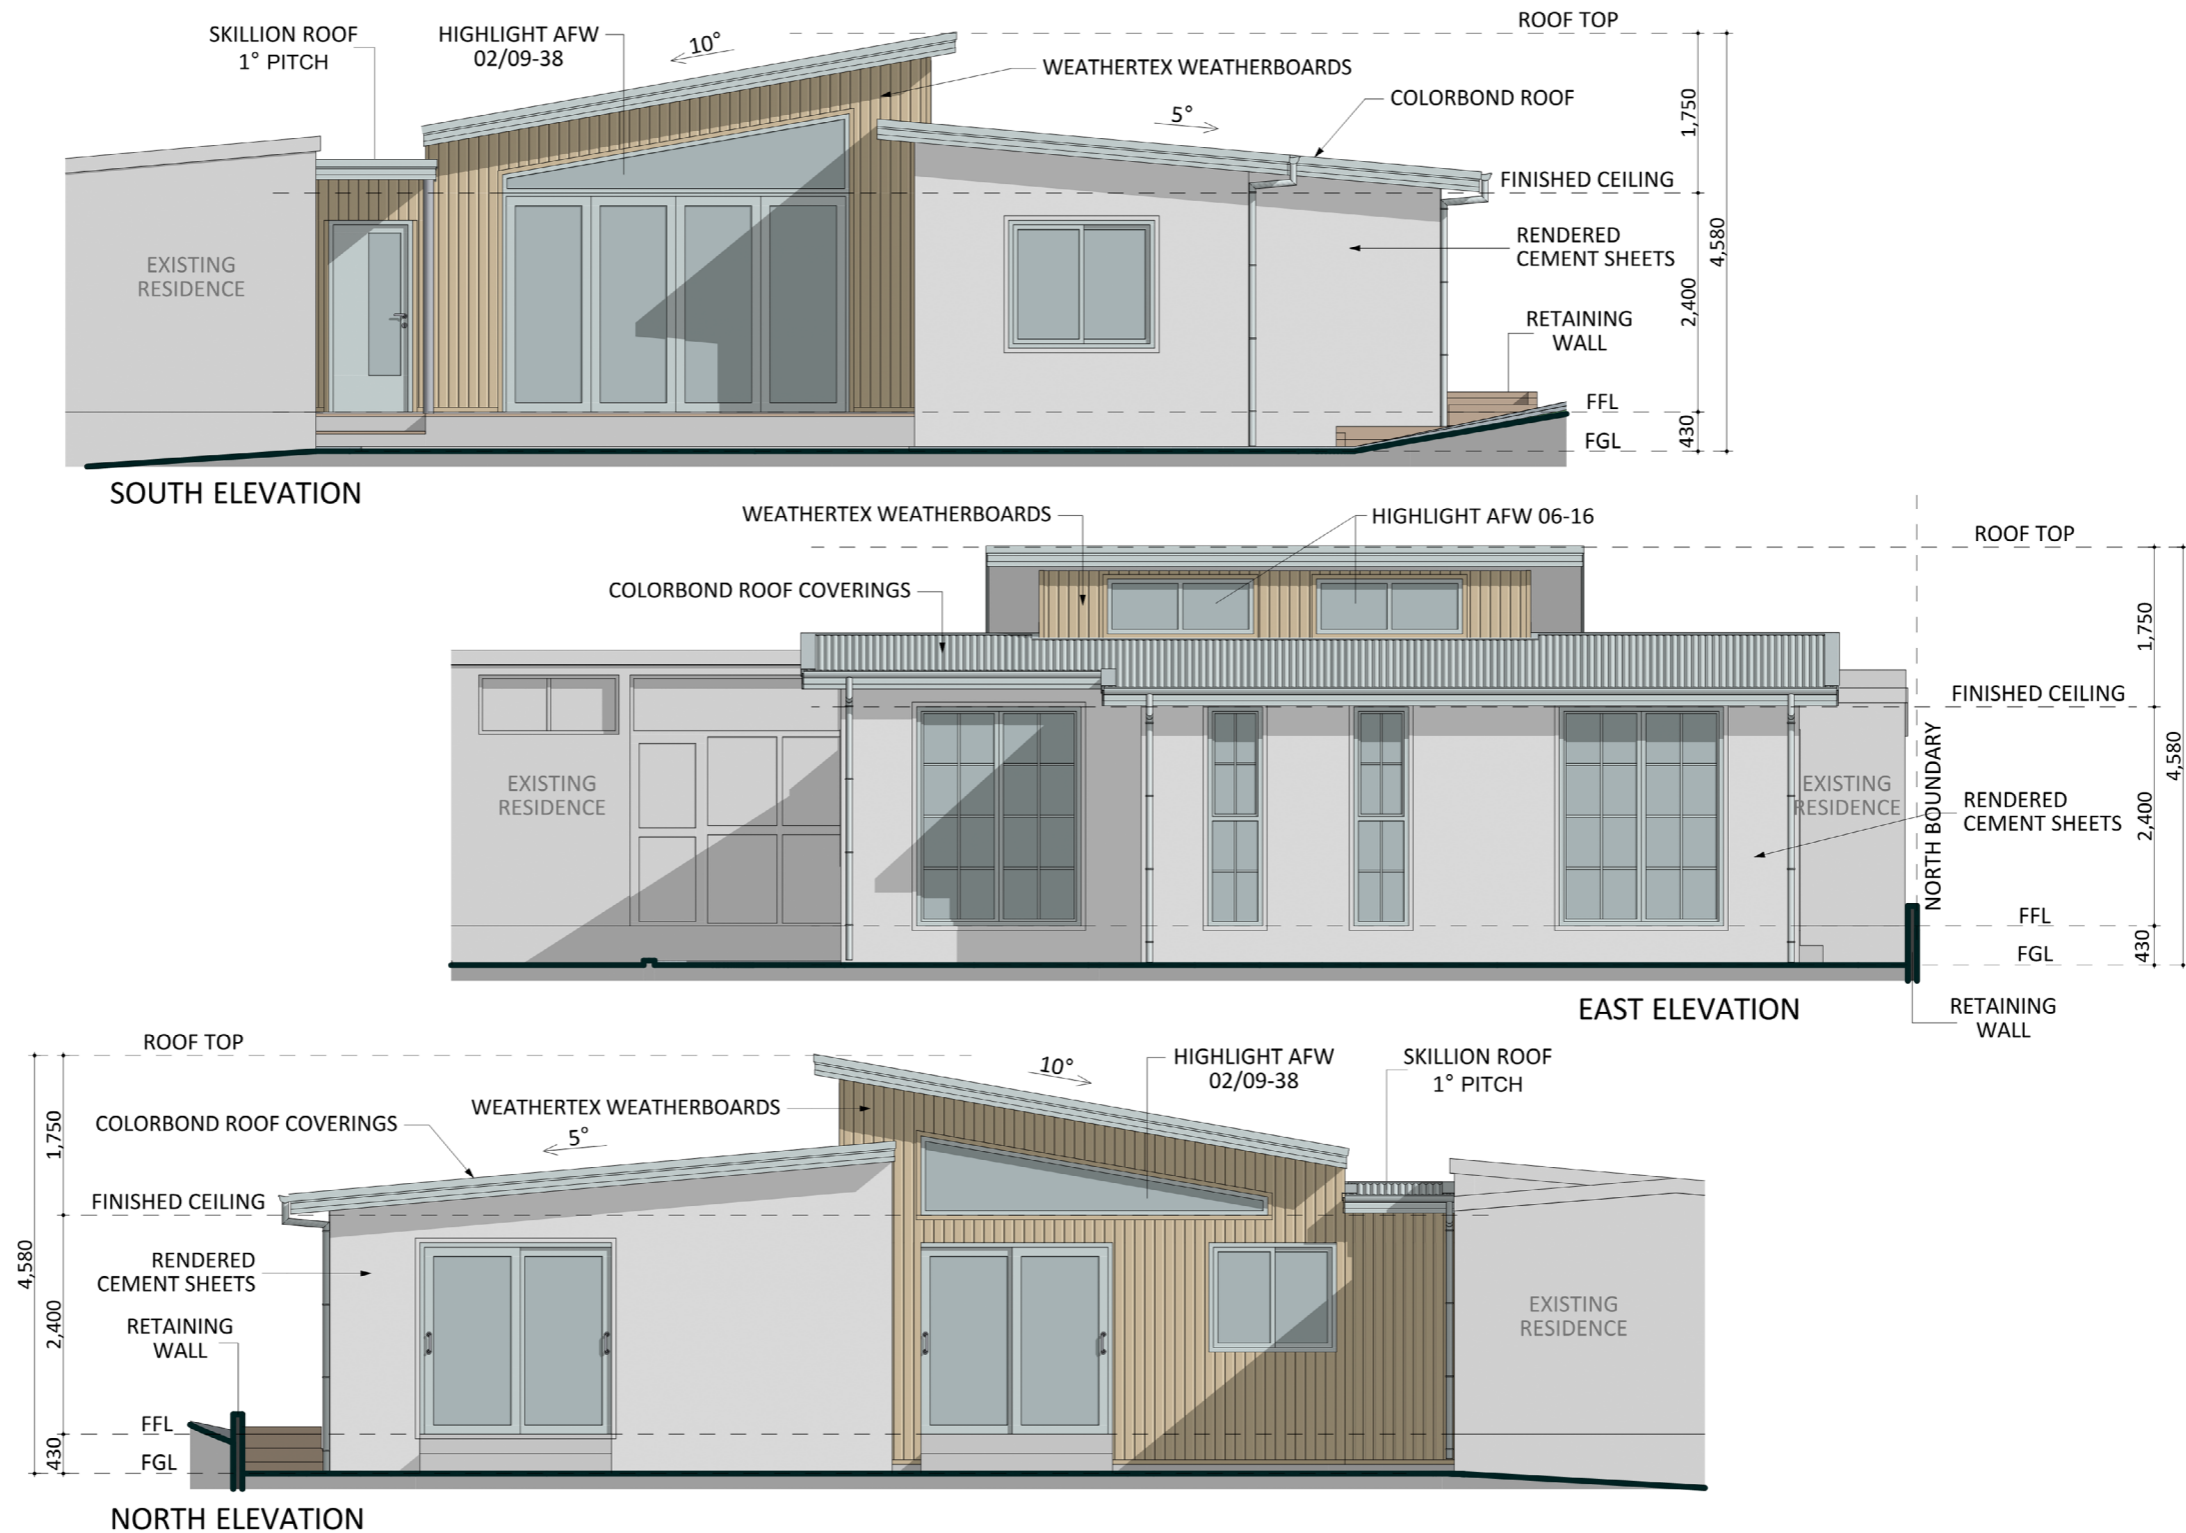 SKILLION ROOF
1° PITCH
HIGHLIGHT AFW
02/09-38
10°
ROOF TOP
WEATHERTEX WEATHERBOARDS
COLORBOND ROOF
5°
1,750
FINISHED CEILING
EXISTING
RESIDENCE
RENDERED
CEMENT SHEETS
4,580
2,400
RETAINING
WALL
FFL
430
FGL
SOUTH ELEVATION
WEATHERTEX WEATHERBOARDS
HIGHLIGHT AFW 06-16
ROOF TOP
COLORBOND ROOF COVERINGS
1,750
FINISHED CEILING
EXISTING
RESIDENCE
EXISTING
RESIDENCE
NORTH BOUNDARY
RENDERED
CEMENT SHEETS
4,580
2,400
FFL
430
FGL
EAST ELEVATION
RETAINING
WALL
ROOF TOP
10°
HIGHLIGHT AFW
02/09-38
SKILLION ROOF
1° PITCH
WEATHERTEX WEATHERBOARDS
COLORBOND ROOF COVERINGS
5°
1,750
FINISHED CEILING
4,580
RENDERED
CEMENT SHEETS
2,400
RETAINING
WALL
EXISTING
RESIDENCE
FFL
430
FGL
NORTH ELEVATION